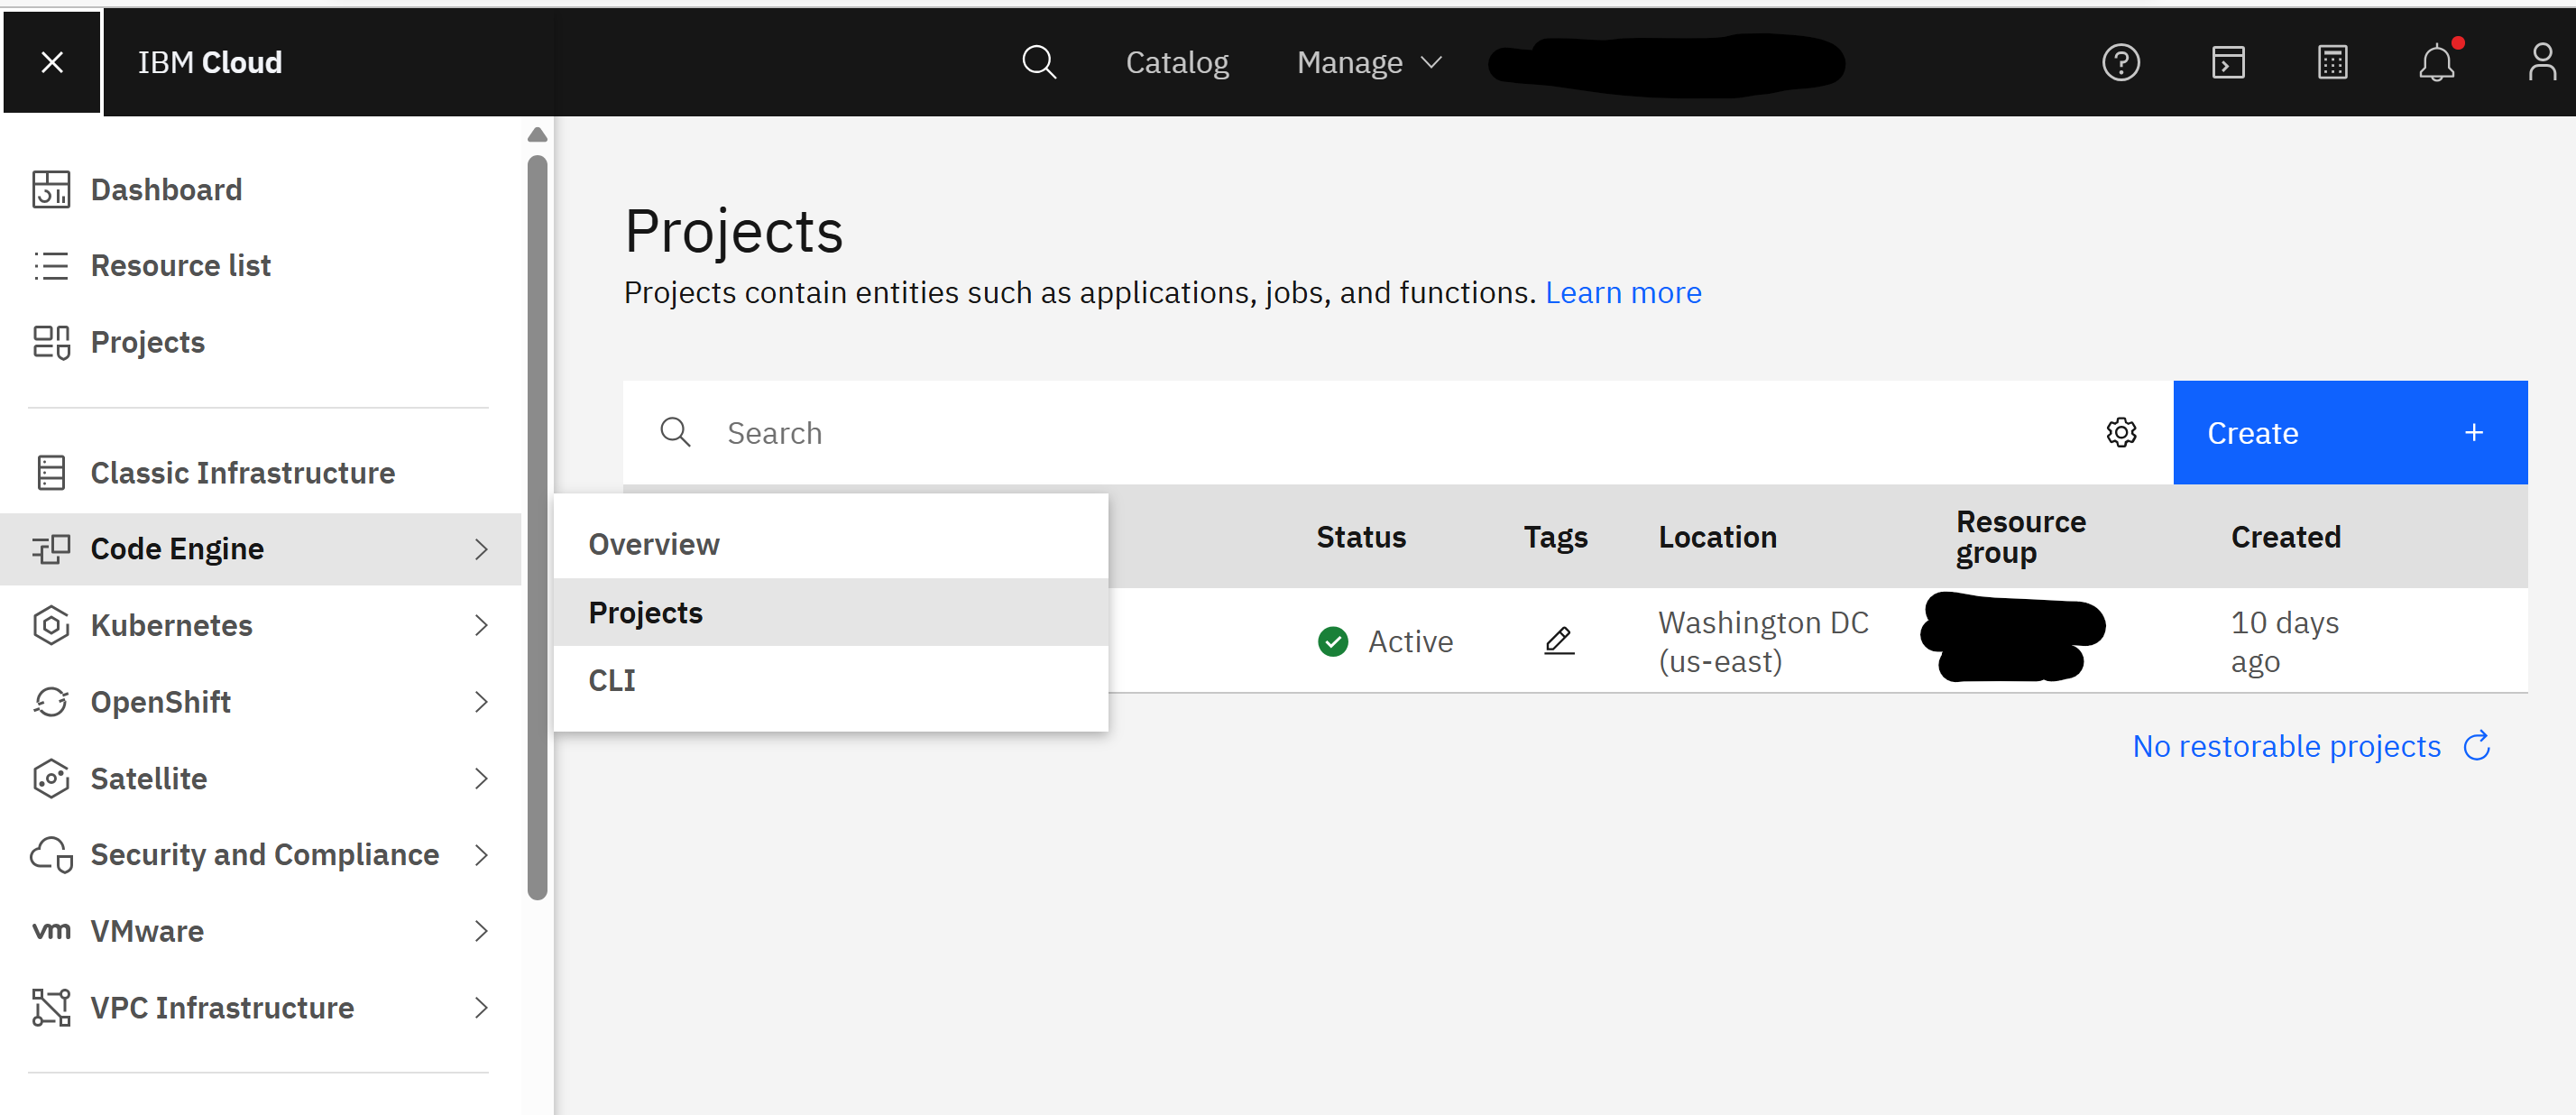 IBM Cloud
Catalog
Manage
Dashboard
Resource list
Projects
Classic Infrastructure
Code Engine
Kubernetes
OpenShift
Satellite
Security and Compliance
vm VMware
VPC Infrastructure
Overview
Projects
CLI
Projects
Projects contain entities such as applications, jobs, and functions. Learn more
Search
Create +
Status
Tags
Location
Resource
group
Created
Active
Washington DC
(us-east)
10 days
ago
No restorable projects